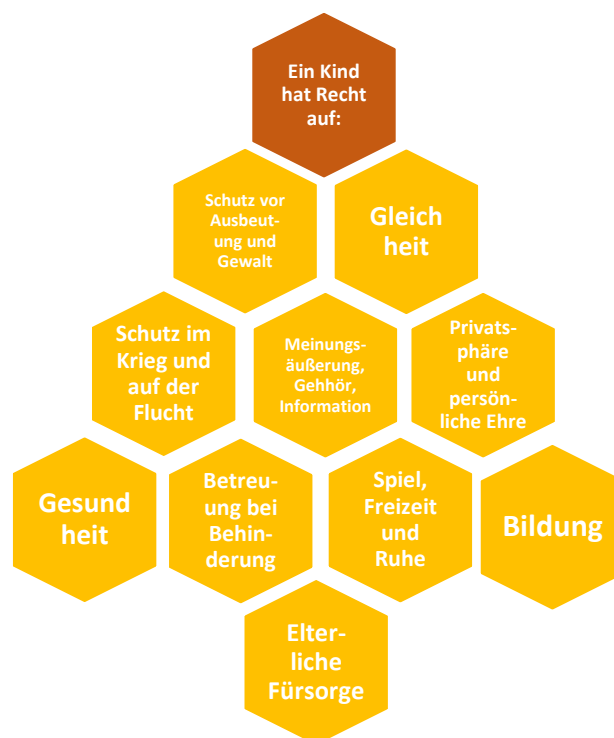 Ein Kind
hat Recht
auf:
Schutz vor
Ausbeut-
ung und
Gewalt
Gleich
heit
Schutz im
Krieg und
auf der
Flucht
Meinungs-
äußerung,
Gehhör,
Information
Privats-
phäre
und
persön-
liche Ehre
Gesund
heit
Betreu-
ung bei
Behin-
derung
Spiel,
Freizeit
und
Ruhe
Bildung
Elter-
liche
Fürsorge